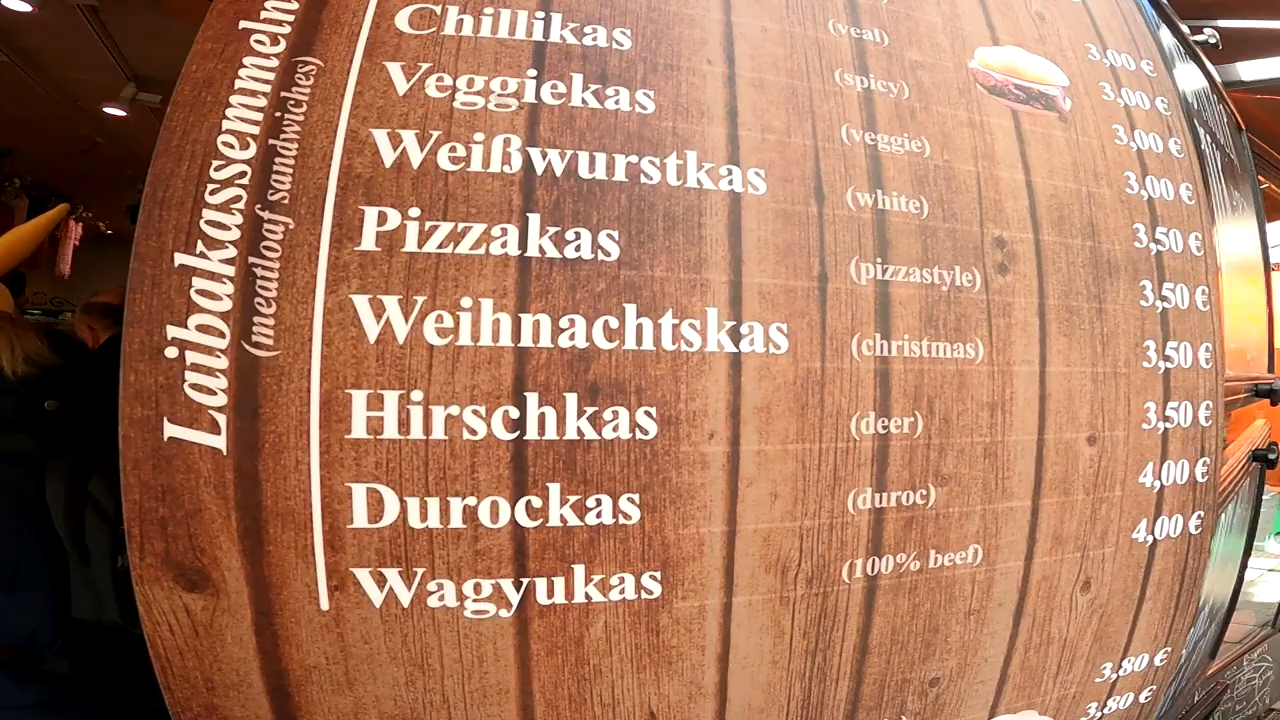 Laibakassemmeln
(meatloaf sandwiches)
3,00 €
(veal) 3,00 €
Chillikas (spicy) 3,00 €
Veggiekas (veggie) 3,00 €
Weißwurstkas (white) 3,50 €
Pizzakas (pizzastyle) 3,50 €
Weihnachtskas (christmas) 3,50 €
Hirschkas (deer) 3,50 €
Durockas (duroc) 4,00 €
Wagyukas (100% beef) 4,00 €
3,80 €
3,80 €